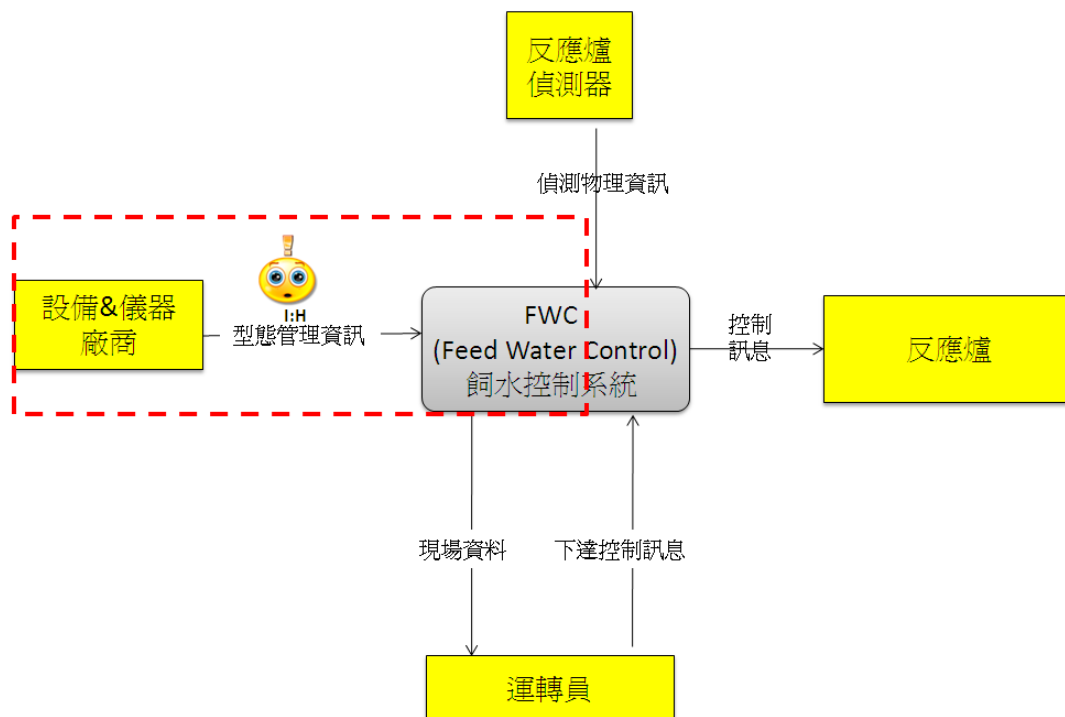 反應爐
偵測器
偵測物理資訊
I:H
設備&儀器
廠商
型態管理資訊
FWC
(Feed Water Control)
飼水控制系統
控制
訊息
反應爐
現場資料
下達控制訊息
運轉員